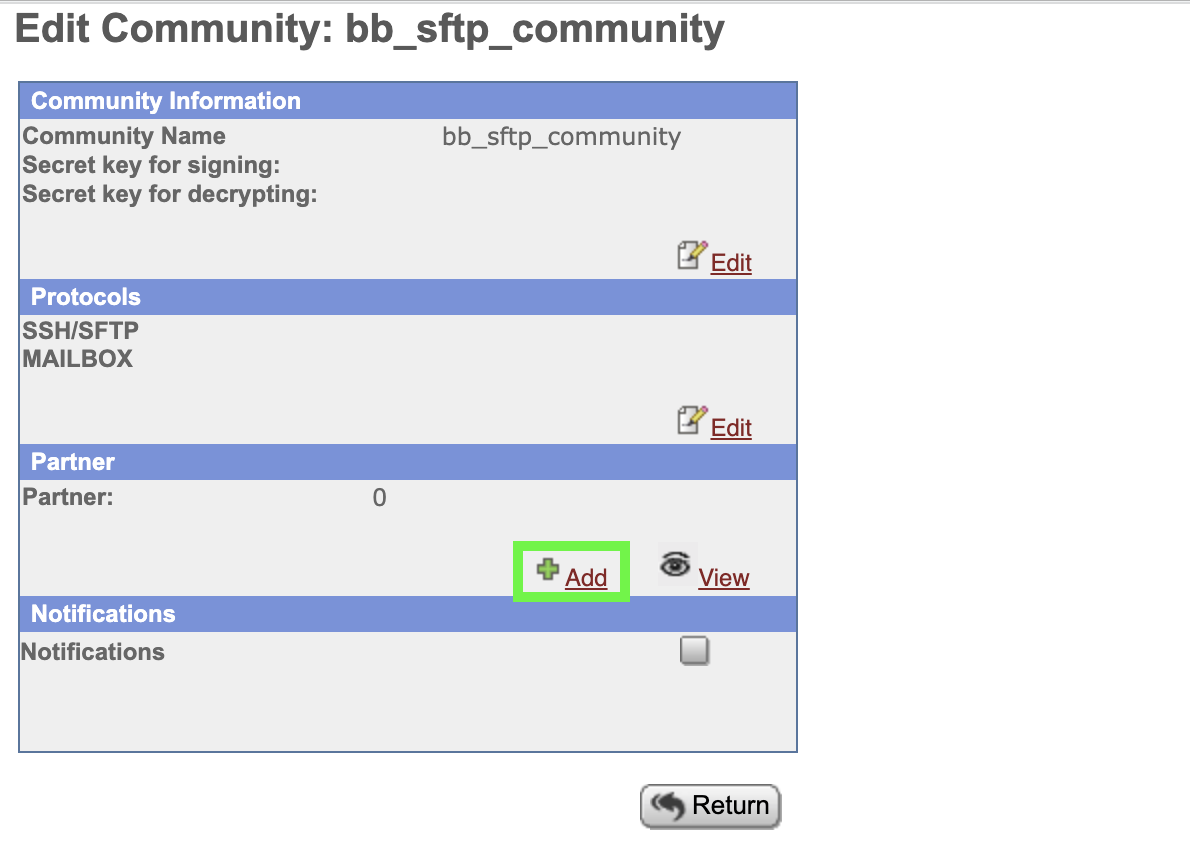 Edit Community: bb_sftp_community
Community Information
Community Name bb_sftp_community
Secret key for signing:
Secret key for decrypting:
Edit
Protocols
SSH/SFTP
MAILBOX
Edit
Partner
Partner: 0
Add View
Notifications
Notifications
Return